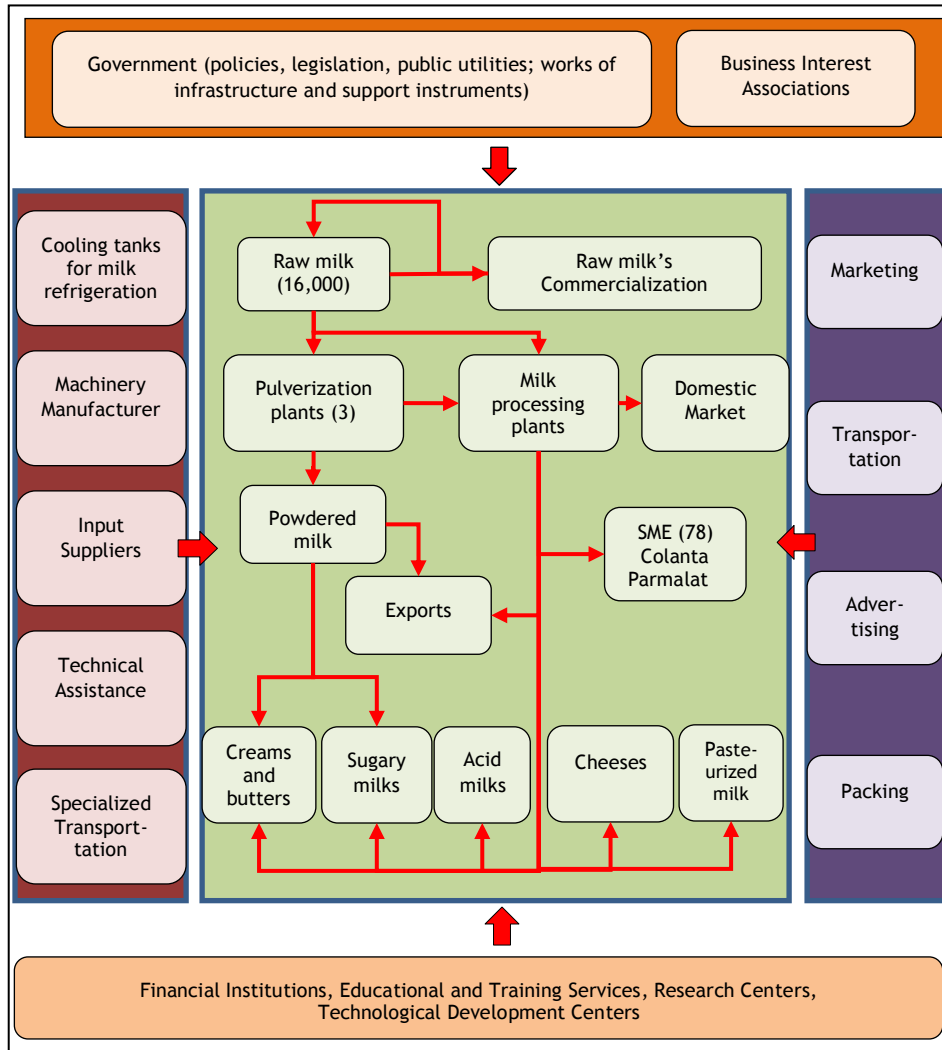 Government (policies, legislation, public utilities; works of
infrastructure and support instruments)
Business Interest
Associations
Cooling tanks
for milk
refrigeration
Machinery
Manufacturer
Input
Suppliers
Technical
Assistance
Specialized
Transport-
tation
Raw milk
(16,000)
Raw milk’s
Commercialization
Pulverization
plants (3)
Milk
processing
plants
Domestic
Market
Powdered
milk
Exports
SME (78)
Colanta
Parmalat
Creams
and
butters
Sugary
milks
Acid
milks
Cheeses
Paste-
urized
milk
Marketing
Transpor-
tation
Adver-
tising
Packing
Financial Institutions, Educational and Training Services, Research Centers,
Technological Development Centers